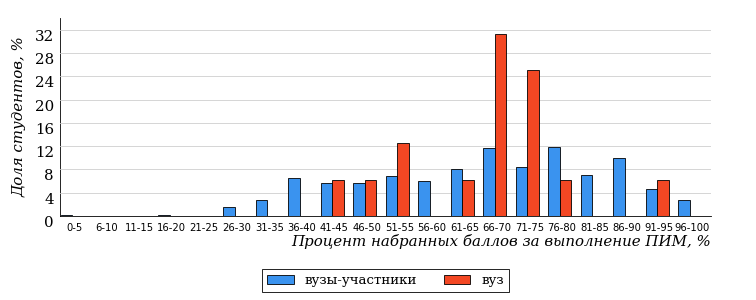 Доля студентов, %
32
28
24
20
16
12
8
4
0
0-5 6-10 11-15 16-20 21-25 26-30 31-35 36-40 41-45 46-50 51-55 56-60 61-65 66-70 71-75 76-80 81-85 86-90 91-95 96-100
Процент набранных баллов за выполнение ПИМ, %
вузы-участники вуз